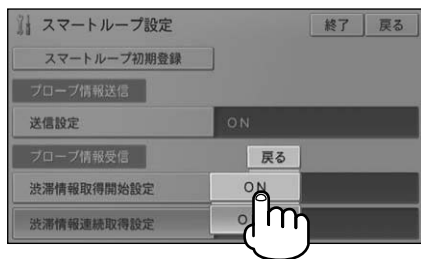 スマートループ設定
終了 戻る
スマートループ初期登録
プローブ情報送信
送信設定 ON
プローブ情報受信 戻る
渋滞情報取得開始設定 ON
渋滞情報連続取得設定 O